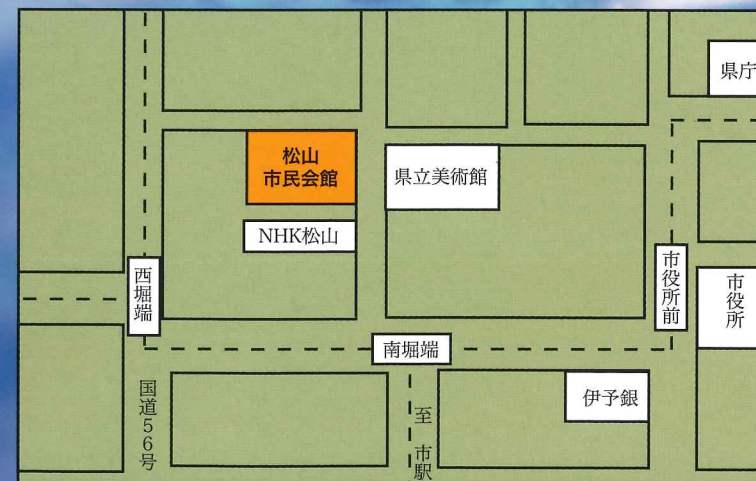 県庁
松山
市民会館
県立美術館
NHK松山
西堀端
市役所前
市役所
南堀端
国道56号
至 市駅
伊予銀